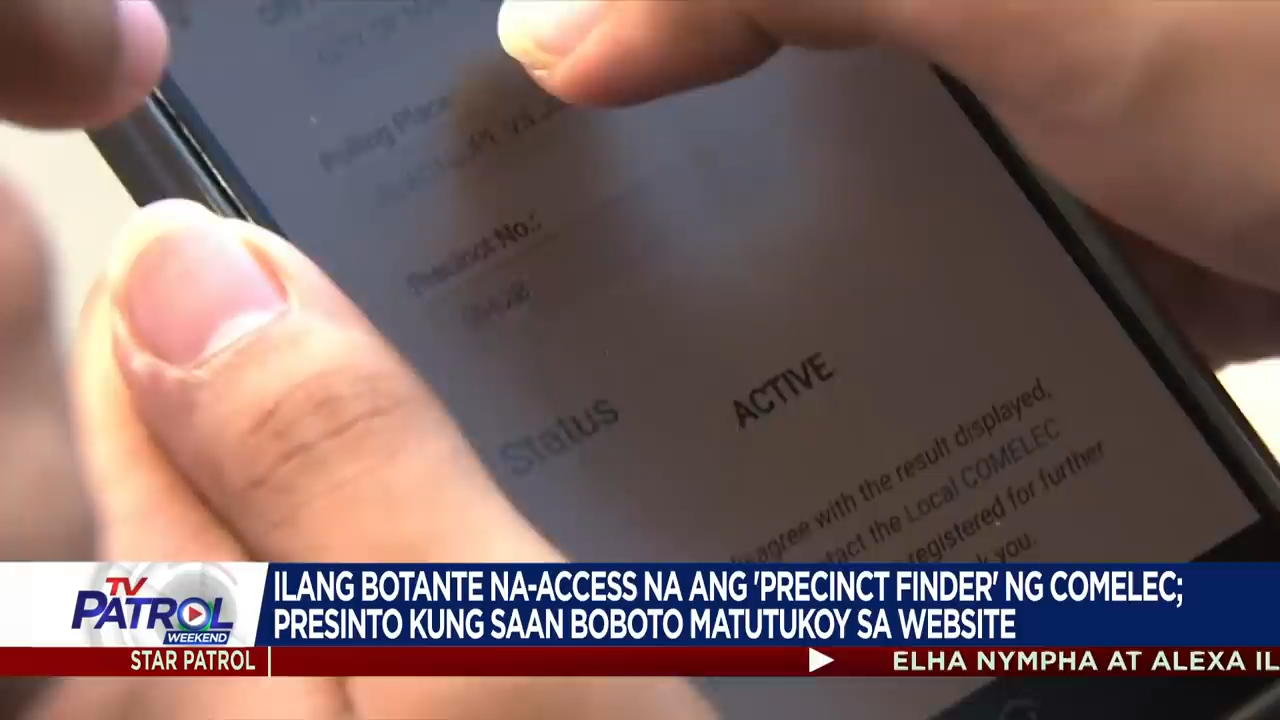 Polling Place
Precinct No.:
Status
ACTIVE
agree with the result displayed,
the Local COMELEC
registered for further
you.
TV
PATROL
WEEKEND
ILANG BOTANTE NA-ACCESS NA ANG 'PRECINCT FINDER' NG COMELEC;
PRESINTO KUNG SAAN BOBOTO MATUTUKOY SA WEBSITE
STAR PATROL
ELHA NYMPHA AT ALEXA IL